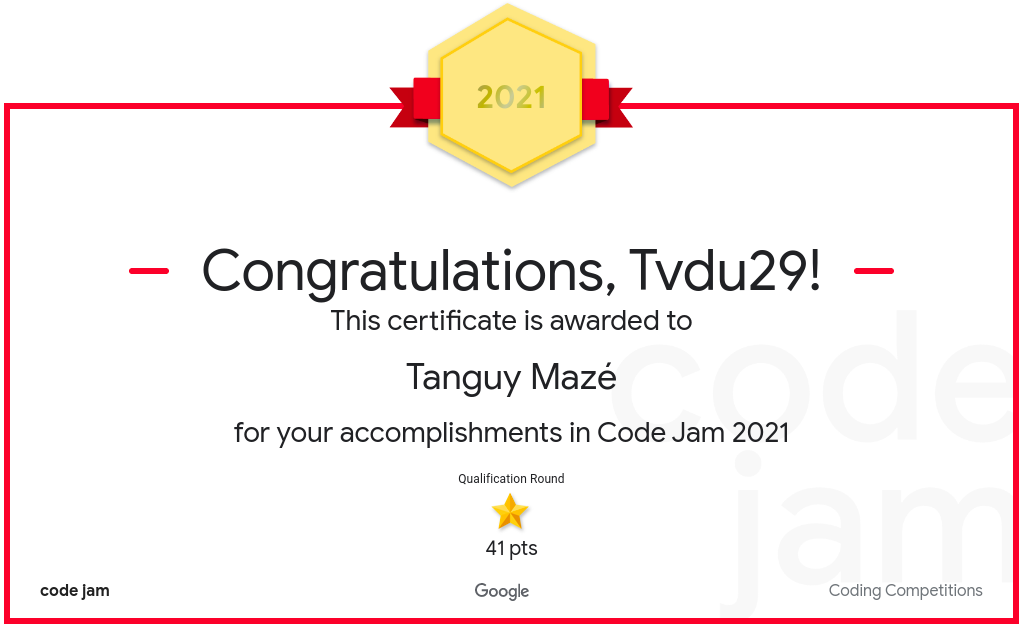 2021
Congratulations, Tvdu29!
This certificate is awarded to
Tanguy Mazé
for your accomplishments in Code Jam 2021
Qualification Round
41 pts
code jam
Google
Coding Competitions
code
jam